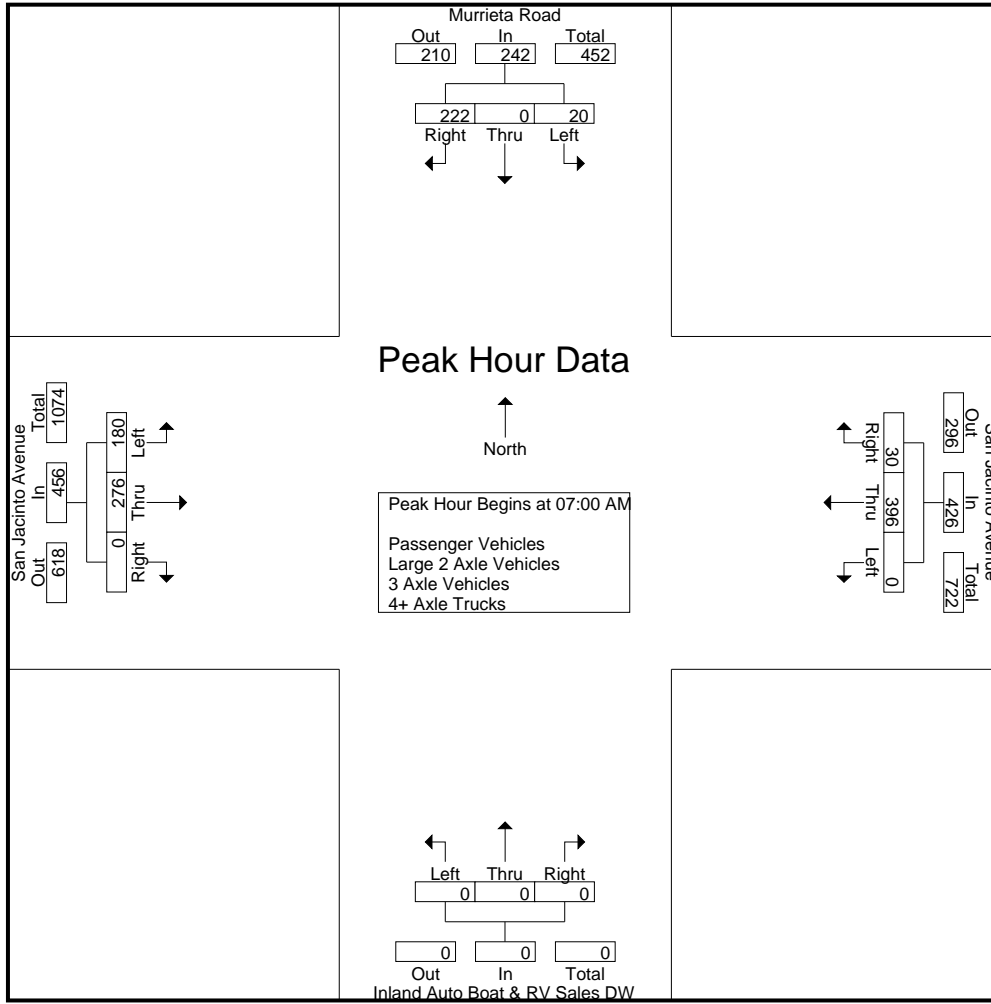 Murrieta Road
Out In Total
210 242 452
222 0 20
Right Thru Left
Peak Hour Data
North
Peak Hour Begins at 07:00 AM
Passenger Vehicles
Large 2 Axle Vehicles
3 Axle Vehicles
4+ Axle Trucks
San Jacinto Avenue
Out In Total
618 456 1074
Left Thru Right
180 276 0
San Jacinto Avenue
Out In Total
296 426 722
Right Thru Left
30 396 0
Left Thru Right
0 0 0
0 0 0
Out In Total
Inland Auto Boat & RV Sales DW